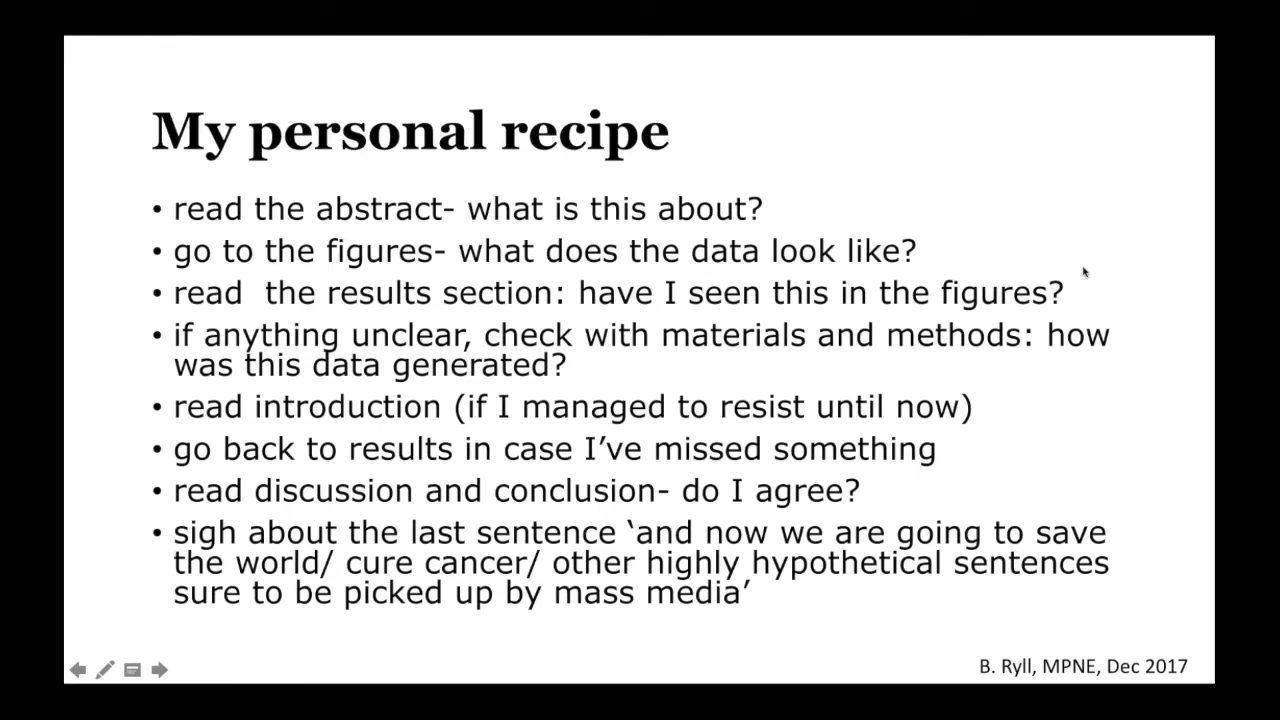 My personal recipe
• read the abstract- what is this about?
• go to the figures- what does the data look like?
• read  the results section: have I seen this in the figures?
• if anything unclear, check with materials and methods: how
was this data generated?
• read introduction (if I managed to resist until now)
• go back to results in case I’ve missed something
• read discussion and conclusion- do I agree?
• sigh about the last sentence ‘and now we are going to save
the world/ cure cancer/ other highly hypothetical sentences
sure to be picked up by mass media’
B. Ryll, MPNE, Dec 2017